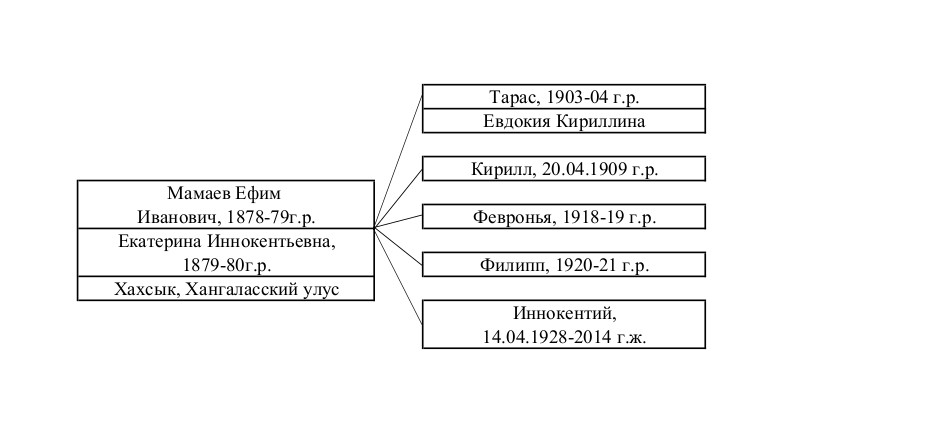 Мамаев Ефим
Иванович, 1878-79г.р.
Екатерина Иннокентьевна,
1879-80г.р.
Хахсык, Хангаласский улус
Тарас, 1903-04 г.р.
Евдокия Кириллина
Кирилл, 20.04.1909 г.р.
Февронья, 1918-19 г.р.
Филипп, 1920-21 г.р.
Иннокентий,
14.04.1928-2014 г.ж.